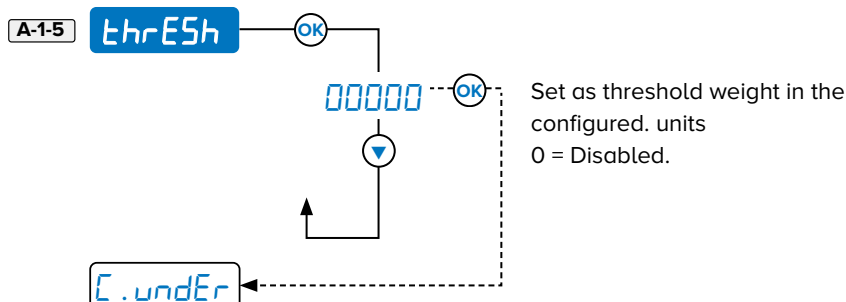 A-1-5 thrESh OK
00000 OK
Set as threshold weight in the
configured. units
0 = Disabled.
C.undEr